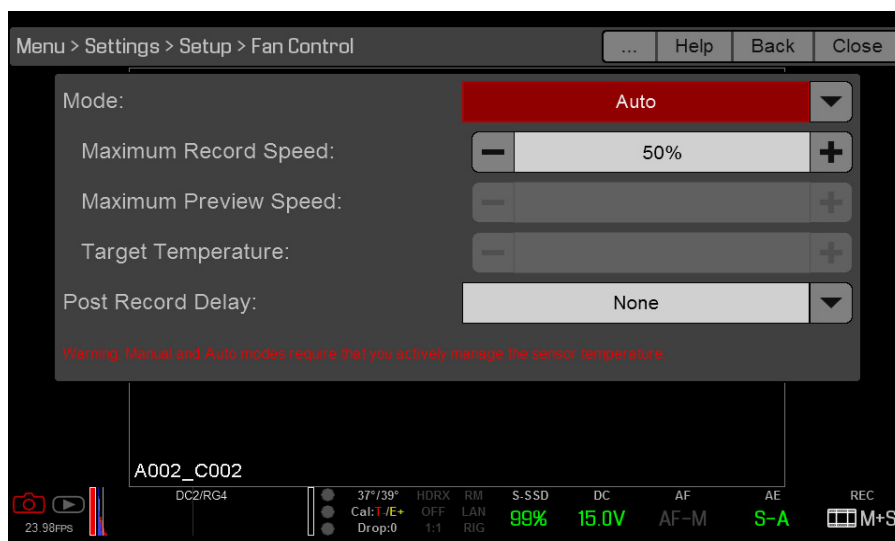 Menu > Settings > Setup > Fan Control
... Help Back Close
Mode: Auto
Maximum Record Speed: 50%
Maximum Preview Speed:
Target Temperature:
Post Record Delay: None
Warning: Manual and Auto modes require that you actively manage the sensor temperature.
A002_C002
DC2/RG4 37°/39° HDRX RM S-SSD DC AF AE REC
Cal:T/E+ OFF LAN 99% 15.0V AF-M S-A M+S
23.98FPS Drop:0 1:1 RIG